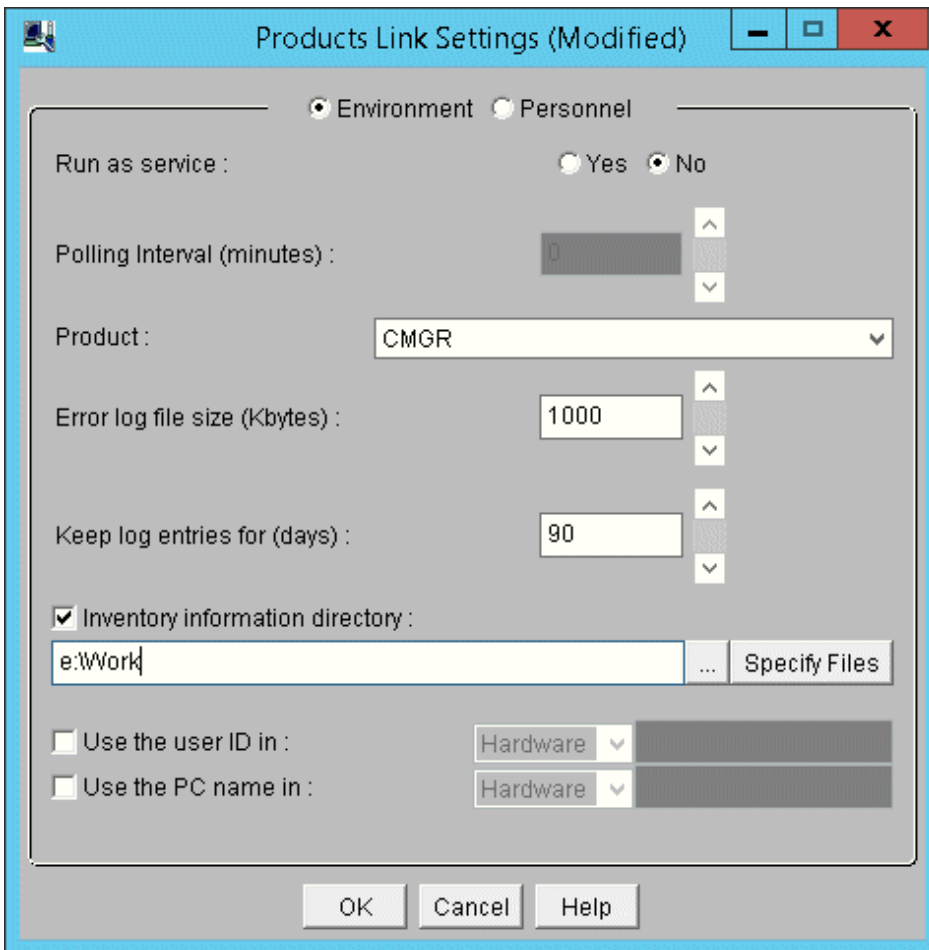 Products Link Settings (Modified)
Environment Personnel
Run as service : Yes No
Polling Interval (minutes) : 0
Product : CMGR
Error log file size (Kbytes) : 1000
Keep log entries for (days) : 90
Inventory information directory :
e:\Work ... Specify Files
Use the user ID in : Hardware
Use the PC name in : Hardware
OK Cancel Help